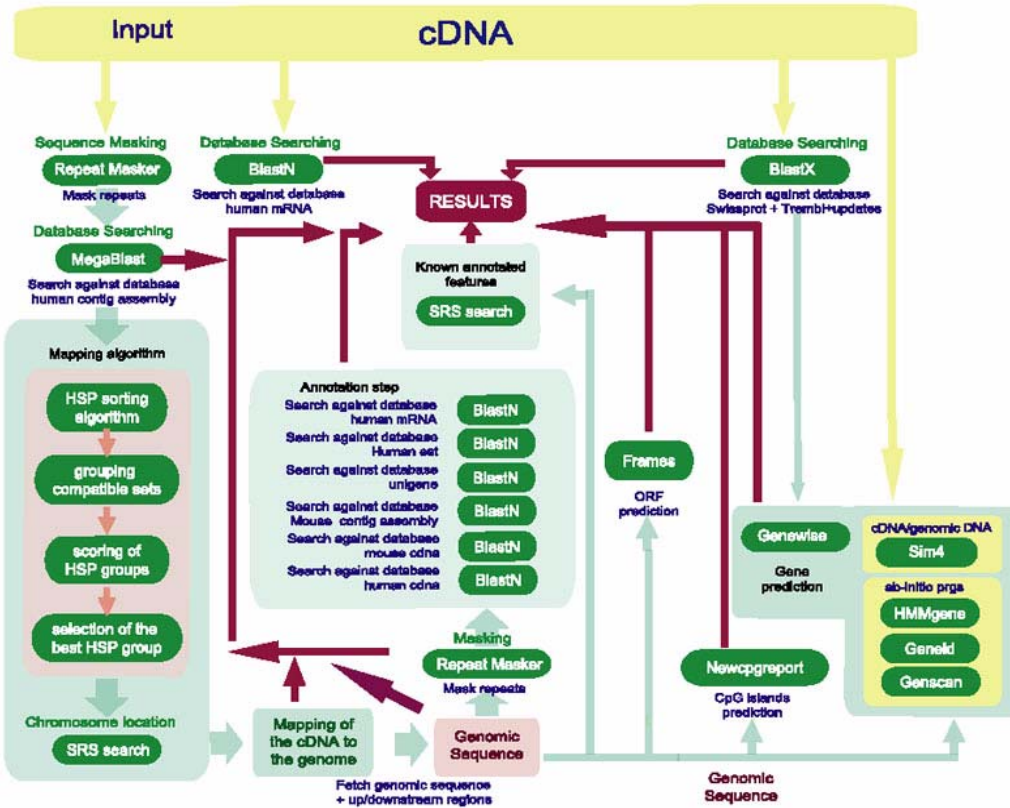 Input
cDNA
Sequence Masking
Repeat Masker
Mask repeats
Database Searching
MegaBlast
Search against database
human contig assembly
Database Searching
BlastN
Search against database
human mRNA
RESULTS
Database Searching
BlastX
Search against database
Swissprot + Trembl+updates
Known annotated
features
SRS search
Mapping algorithm
HSP sorting
algorithm
grouping
compatible sets
scoring of
HSP groups
selection of the
best HSP group
Chromosome location
SRS search
Annotation step
Search against database
human mRNA
BlastN
Search against database
Human est
BlastN
Search against database
unigene
BlastN
Search against database
Mouse contig assembly
BlastN
Search against database
mouse cdna
BlastN
Search against database
human cdna
BlastN
Masking
Repeat Masker
Mask repeats
Mapping of
the cDNA to
the genome
Genomic
Sequence
Fetch genomic sequence
+ up/downstream regions
Frames
ORF
prediction
Newcpgreport
CpG islands
prediction
Genomic
Sequence
Genewise
Gene
prediction
cDNA/genomic DNA
Sim4
ab-initio prgs
HMMgene
GeneId
Genscan